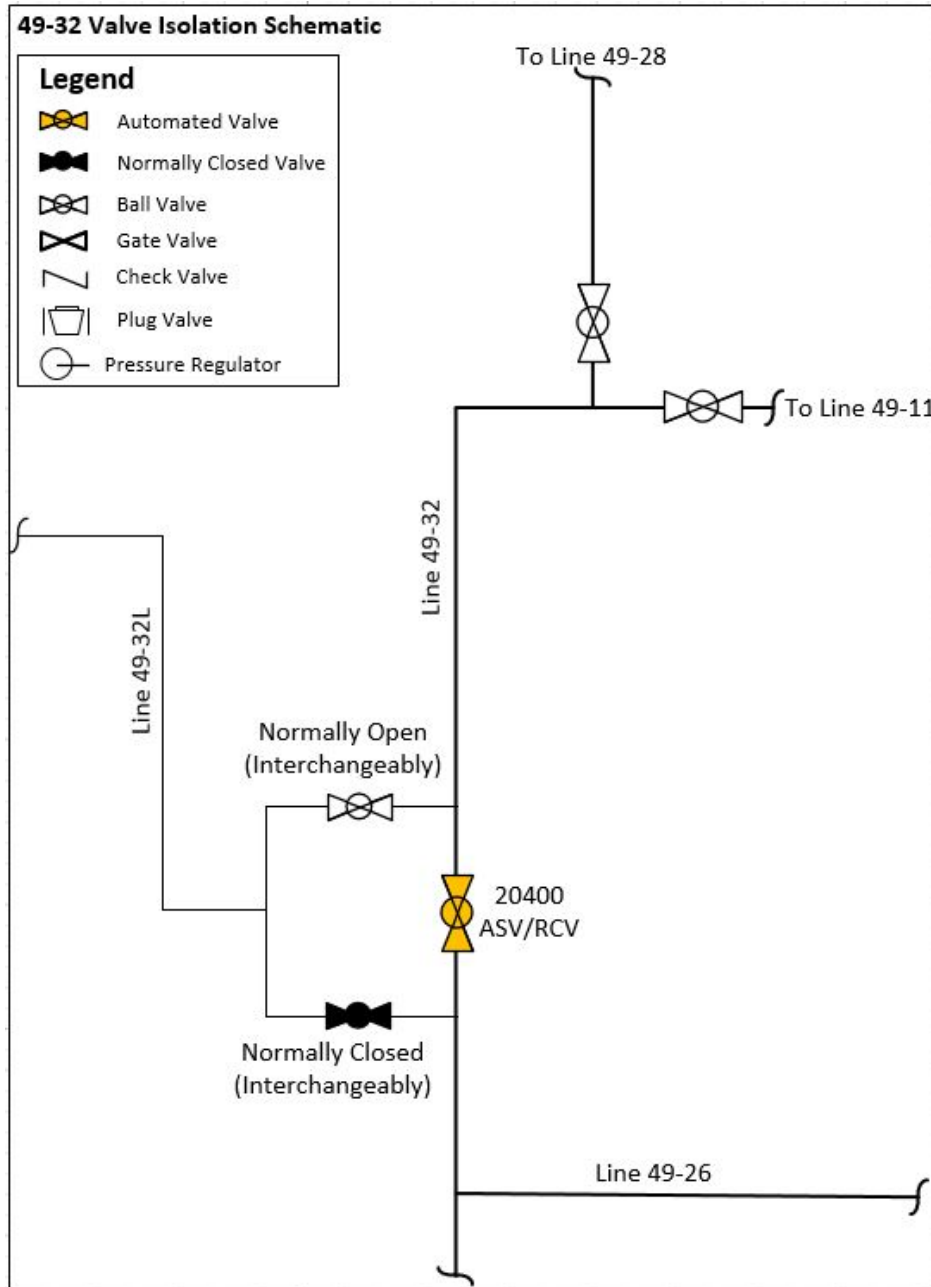 49-32 Valve Isolation Schematic
Legend
Automated Valve
Normally Closed Valve
Ball Valve
Gate Valve
Check Valve
Plug Valve
Pressure Regulator
To Line 49-28
To Line 49-11
Line 49-32
Line 49-32L
Normally Open
(Interchangeably)
20400
ASV/RCV
Normally Closed
(Interchangeably)
Line 49-26